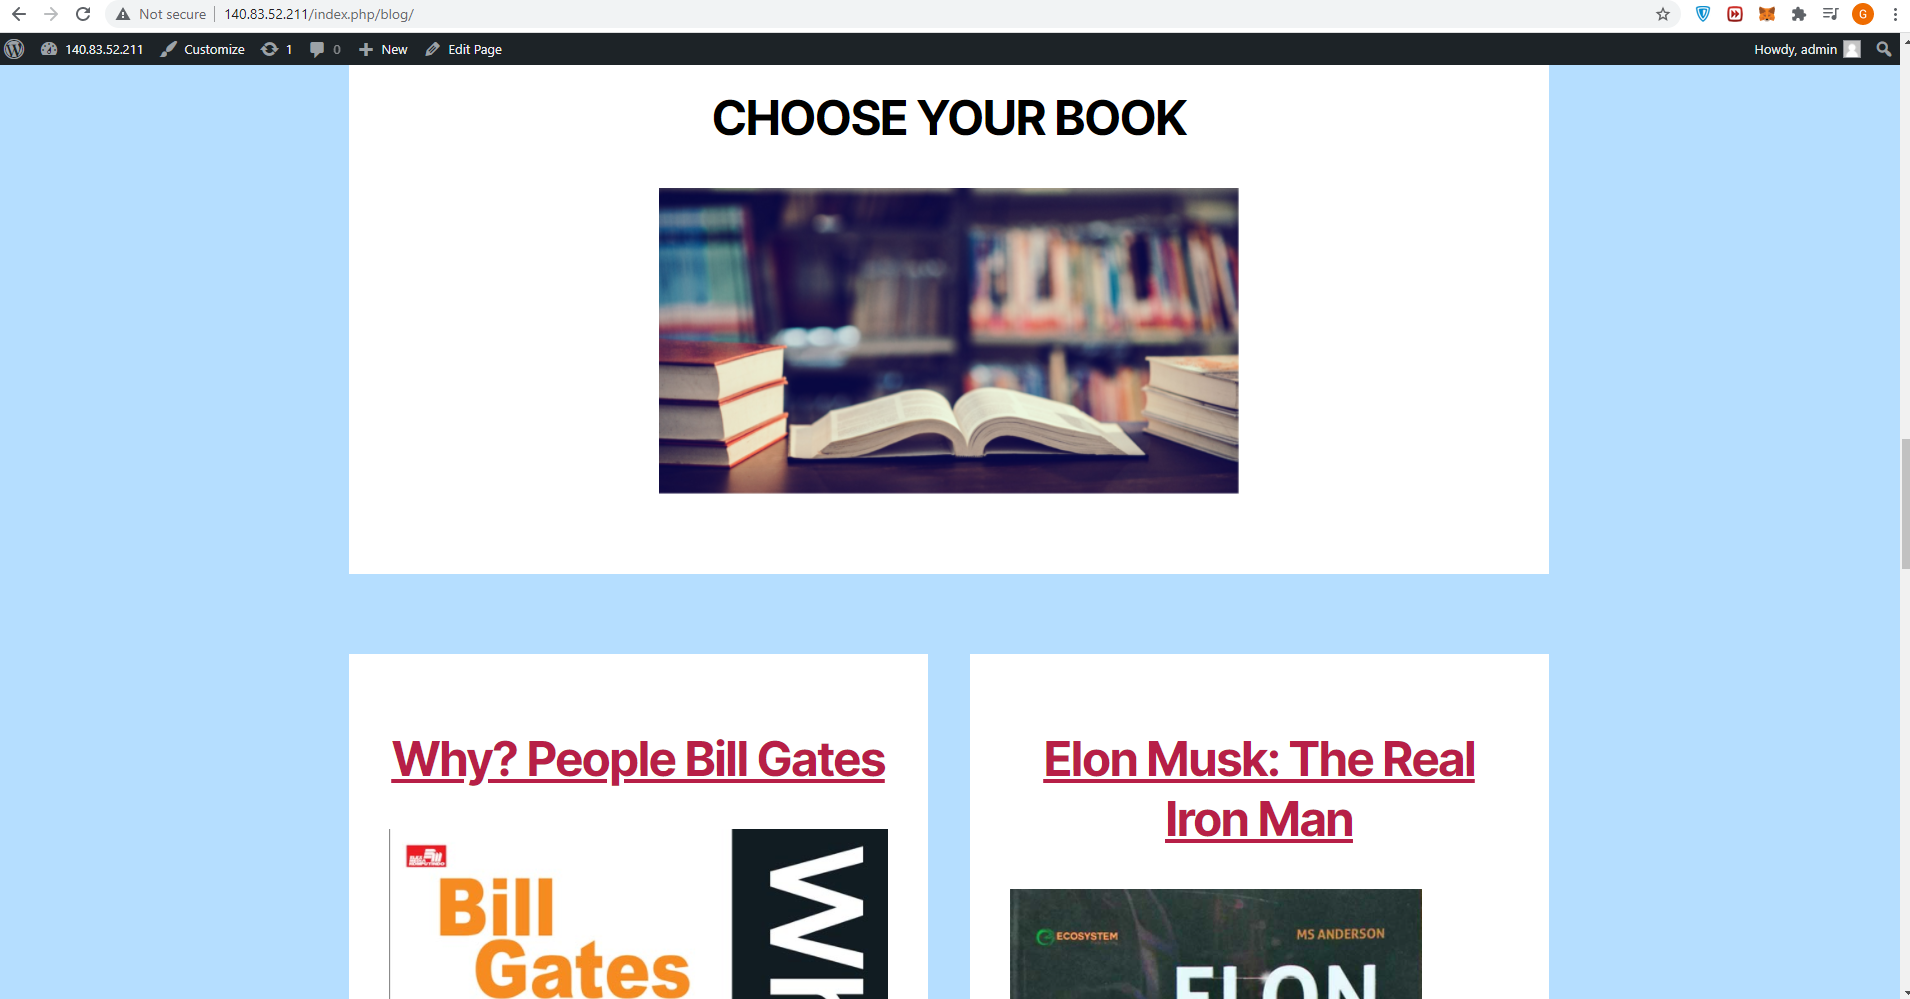 Not secure
140.83.52.211/index.php/blog/
G
140.83.52.211
Customize
1
0
New
Edit Page
Howdy, admin
CHOOSE YOUR BOOK
Why? People Bill Gates
Elon Musk: The Real
Iron Man
Bill
Gates
Wh
ECOSYSTEM
MS ANDERSON
ELON